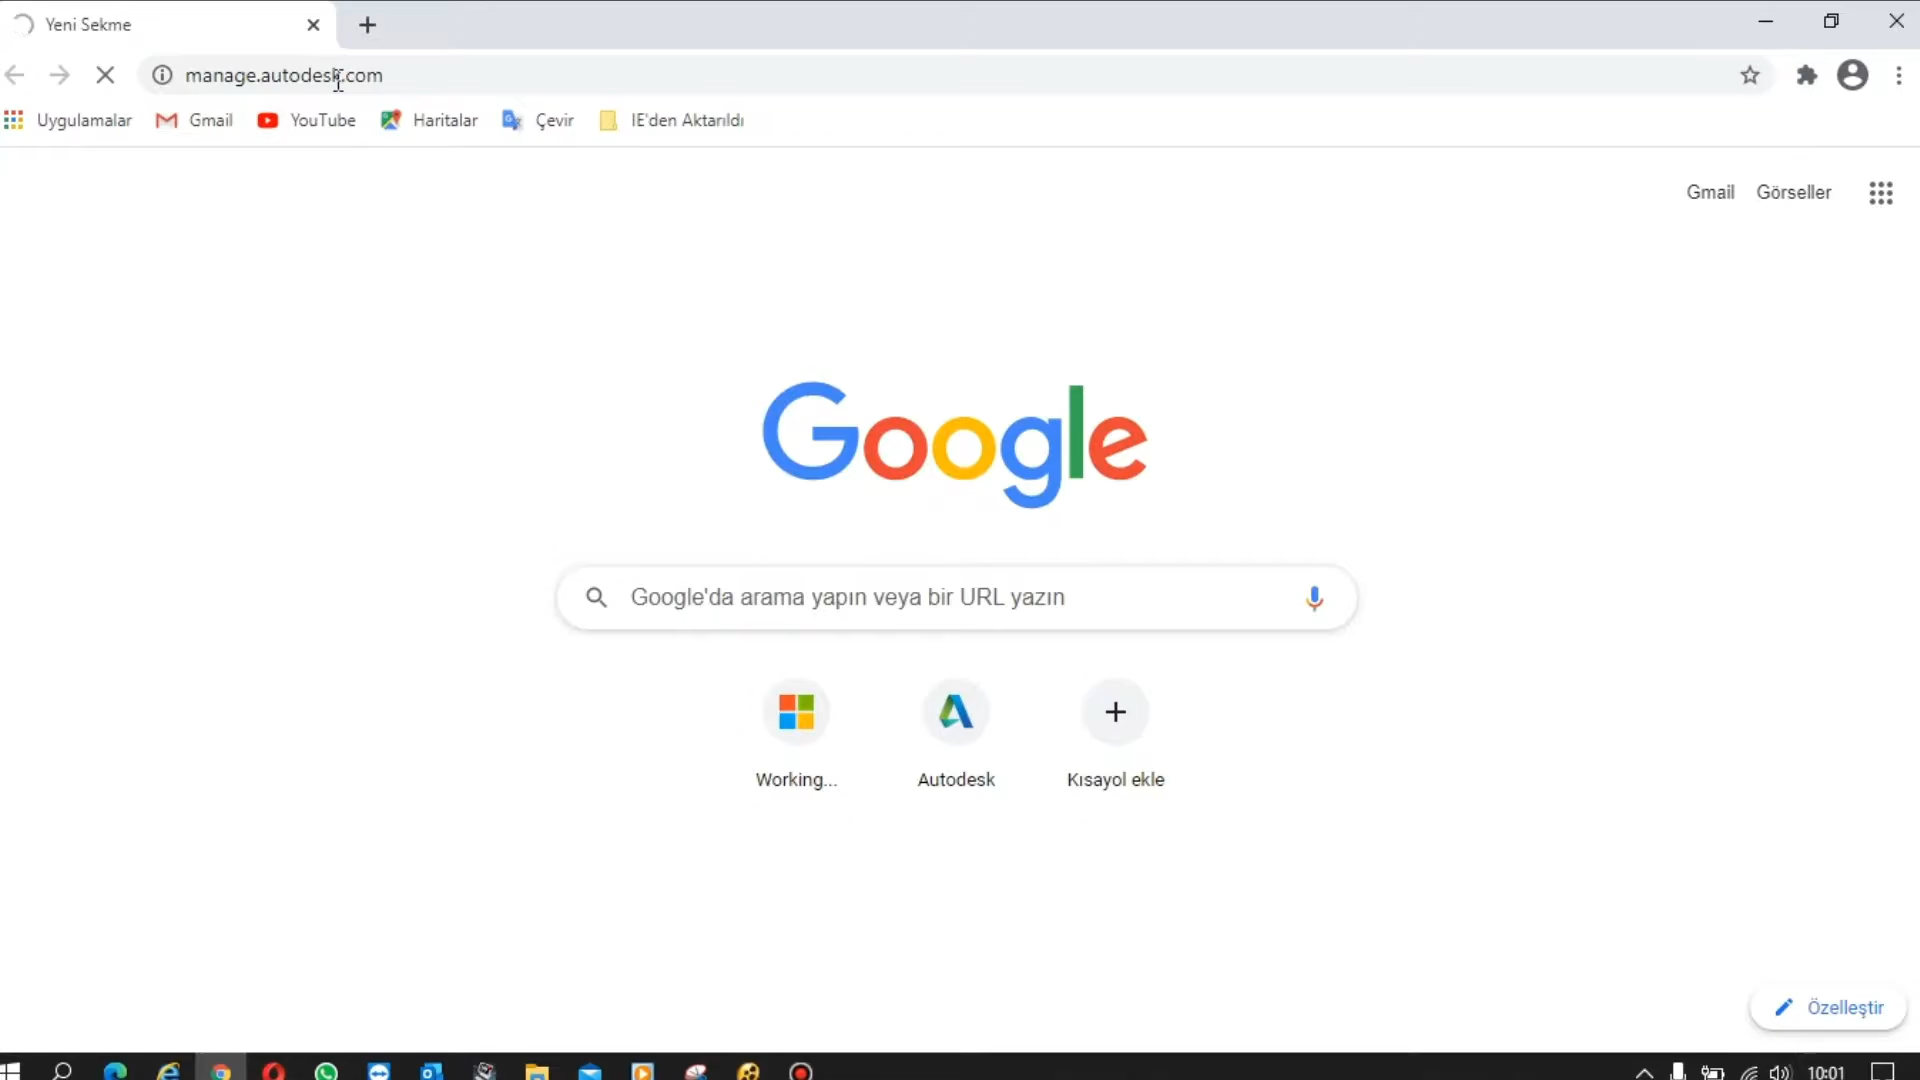 Yeni Sekme
manage.autodesk.com
Uygulamalar Gmail YouTube Haritalar Çevir IE'den Aktarıldı
Gmail Görseller
Google
Google'da arama yapın veya bir URL yazın
Working... Autodesk Kısayol ekle
Özelleştir
10:01